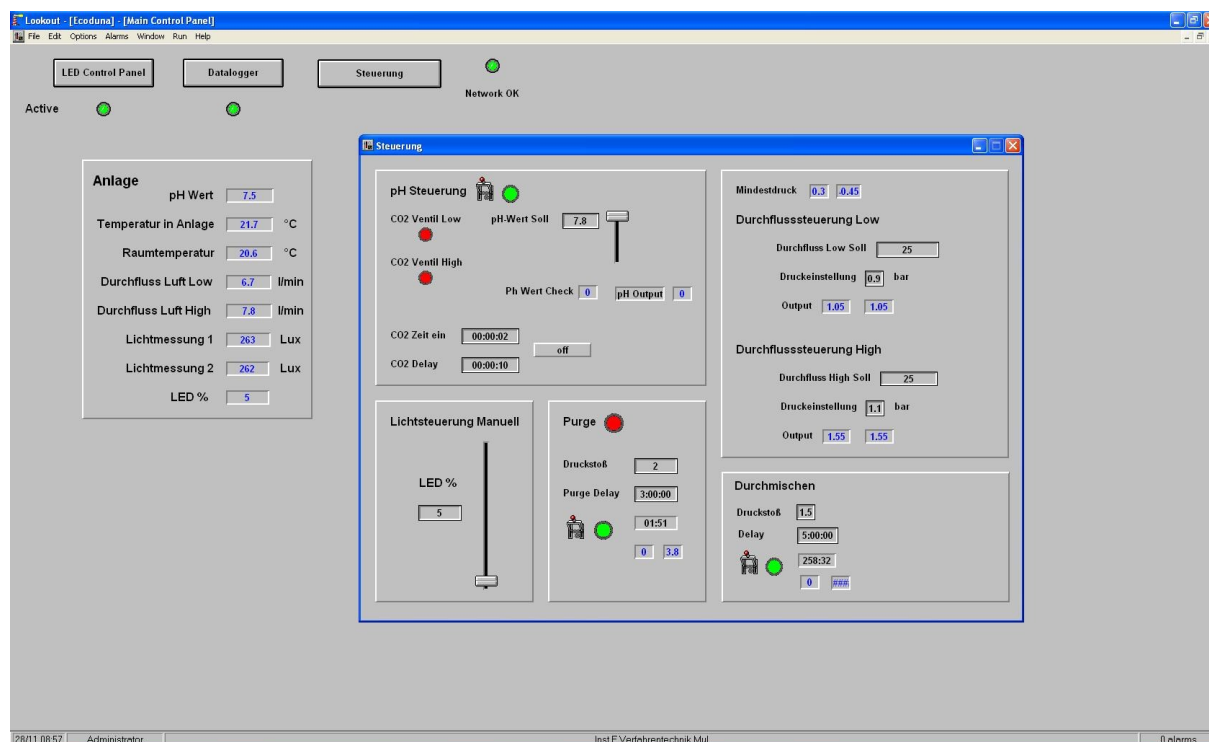 Lookout - [Ecoduna] - [Main Control Panel]
File Edit Options Alarms Window Run Help
LED Control Panel
Datalogger
Steuerung
Network OK
Active
Anlage
pH Wert 7.5
Temperatur in Anlage 21.7 °C
Raumtemperatur 20.6 °C
Durchfluss Luft Low 6.7 l/min
Durchfluss Luft High 7.8 l/min
Lichtmessung 1 263 Lux
Lichtmessung 2 262 Lux
LED % 5
Steuerung
pH Steuerung
CO2 Ventil Low pH-Wert Soll 7.8
CO2 Ventil High
Ph Wert Check 0 pH Output 0
CO2 Zeit ein 00:00:02
off
CO2 Delay 00:00:10
Lichtsteuerung Manuell
LED %
5
Purge
Druckstoß 2
Purge Delay 3:00:00
01:51
0 3.8
Mindestdruck 0.3 0.45
Durchflusssteuerung Low
Durchfluss Low Soll 25
Druckeinstellung 0.9 bar
Output 1.05 1.05
Durchflusssteuerung High
Durchfluss High Soll 25
Druckeinstellung 1.1 bar
Output 1.55 1.55
Durchmischen
Druckstoß 1.5
Delay 5:00:00
258:32
0 ###
28/11 08:57 Administrator Inst.F.Verfahrentechnik Mul 0 alarms